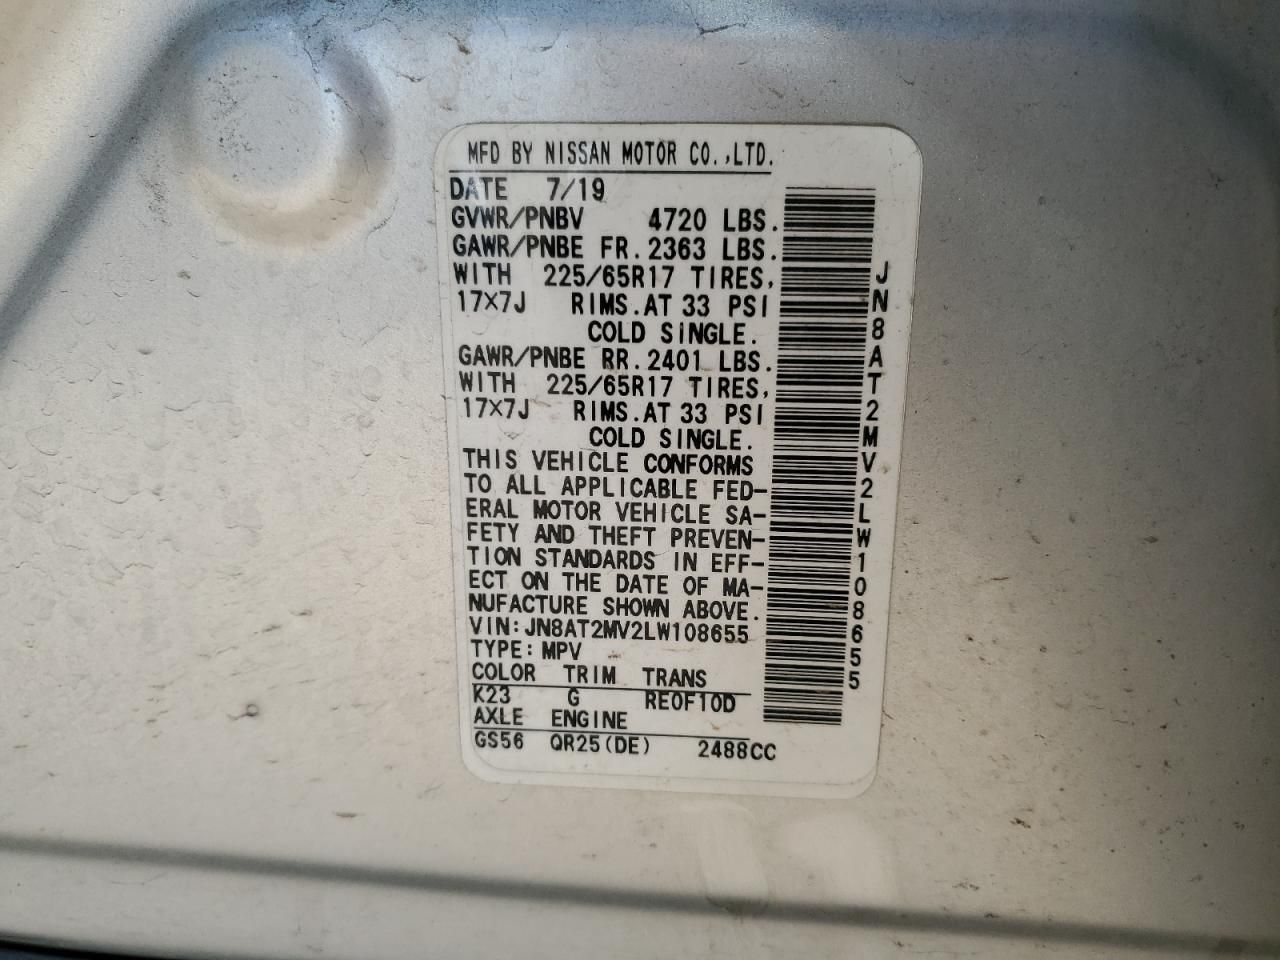 MFD BY NISSAN MOTOR CO.,LTD.
DATE 7/19
GVWR/PNBV 4720 LBS.
GAWR/PNBE FR. 2363 LBS.
WITH 225/65R17 TIRES,
17X7J RIMS.AT 33 PSI
COLD SINGLE.
GAWR/PNBE RR. 2401 LBS.
WITH 225/65R17 TIRES,
17X7J RIMS.AT 33 PSI
COLD SINGLE.
THIS VEHICLE CONFORMS
TO ALL APPLICABLE FED-
ERAL MOTOR VEHICLE SA-
FETY AND THEFT PREVEN-
TION STANDARDS IN EFF-
ECT ON THE DATE OF MA-
NUFACTURE SHOWN ABOVE.
VIN:JN8AT2MV2LW108655
TYPE:MPV
COLOR TRIM TRANS
K23 G RE0F10D
AXLE ENGINE
GS56 QR25(DE) 2488CC
JN8AT2MV2LW108655